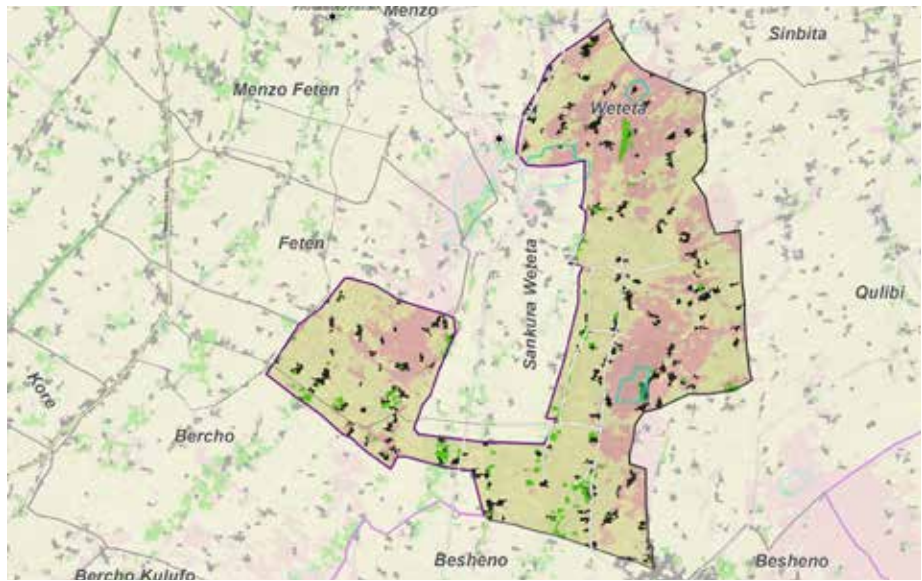 Menzo
Sinbita
Menzo Feten
Weteta
Feten
Sankura Weteta
Qulibi
Kore
Bercho
Besheno
Besheno
Bercho Kulufo